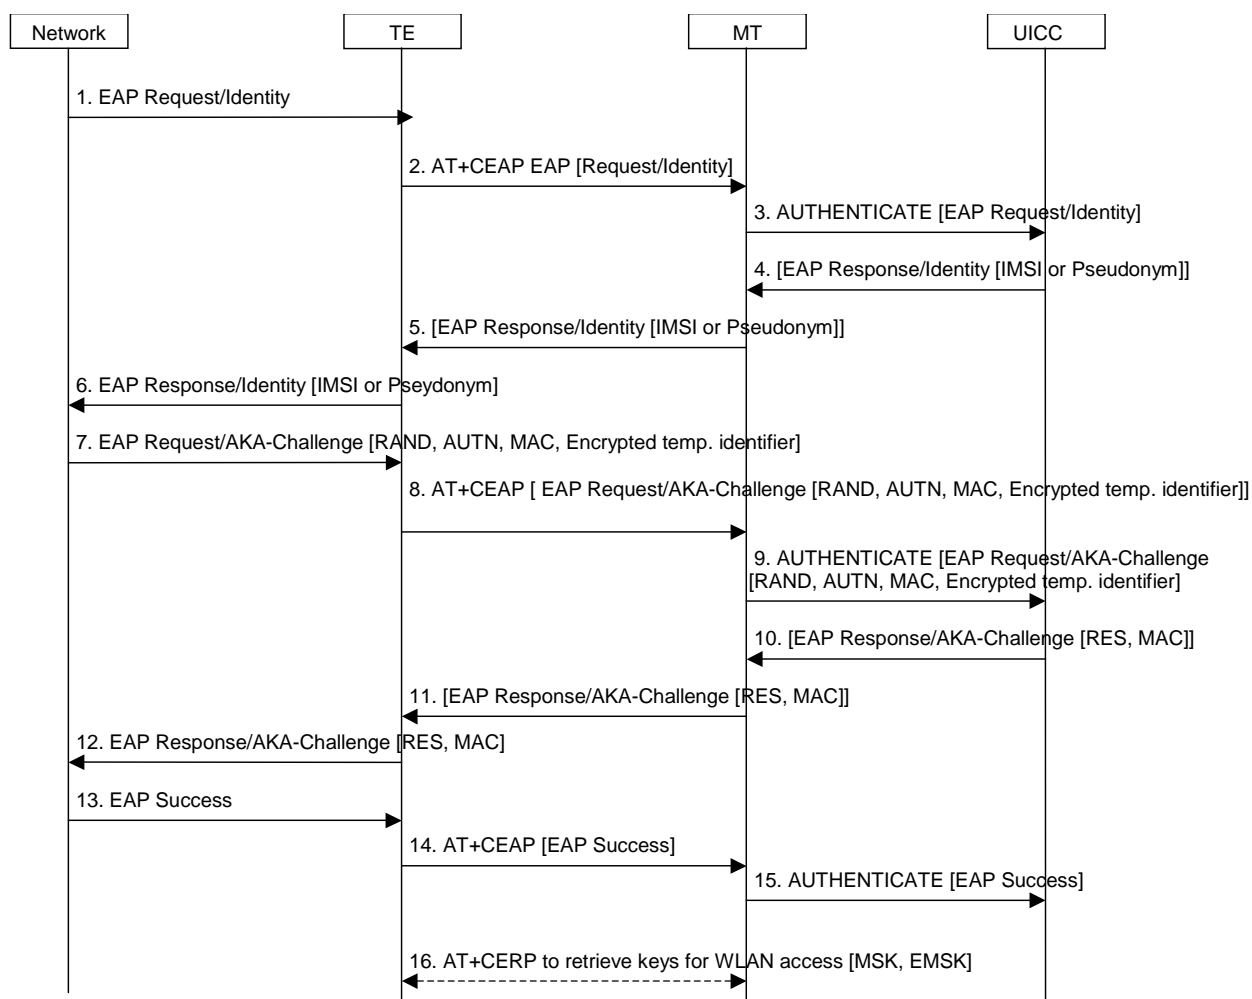 Network
TE
MT
UICC
1. EAP Request/Identity
2. AT+CEAP EAP [Request/Identity]
3. AUTHENTICATE [EAP Request/Identity]
4. [EAP Response/Identity [IMSI or Pseudonym]]
5. [EAP Response/Identity [IMSI or Pseudonym]]
6. EAP Response/Identity [IMSI or Pseydonym]
7. EAP Request/AKA-Challenge [RAND, AUTN, MAC, Encrypted temp. identifier]
8. AT+CEAP [ EAP Request/AKA-Challenge [RAND, AUTN, MAC, Encrypted temp. identifier]]
9. AUTHENTICATE [EAP Request/AKA-Challenge
[RAND, AUTN, MAC, Encrypted temp. identifier]
10. [EAP Response/AKA-Challenge [RES, MAC]]
11. [EAP Response/AKA-Challenge [RES, MAC]]
12. EAP Response/AKA-Challenge [RES, MAC]
13. EAP Success
14. AT+CEAP [EAP Success]
15. AUTHENTICATE [EAP Success]
16. AT+CERP to retrieve keys for WLAN access [MSK, EMSK]